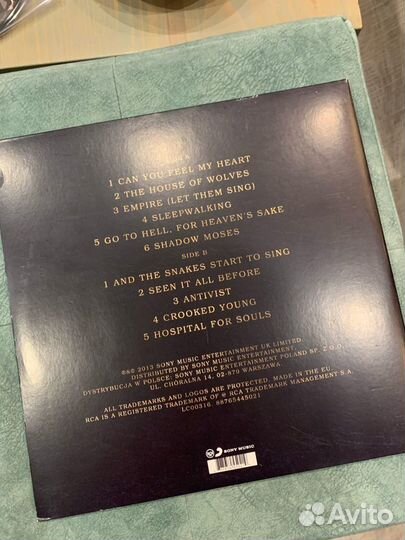 1 CAN YOU FEEL MY HEART
2 THE HOUSE OF WOLVES
3 EMPIRE (LET THEM SING)
4 SLEEPWALKING
5 GO TO HELL, FOR HEAVEN'S SAKE
6 SHADOW MOSES
SIDE B
1 AND THE SNAKES START TO SING
2 SEEN IT ALL BEFORE
3 ANTIVIST
4 CROOKED YOUNG
5 HOSPITAL FOR SOULS
℗© 2013 SONY MUSIC ENTERTAINMENT UK LIMITED
DISTRIBUTED BY SONY MUSIC ENTERTAINMENT.
DYSTRYBUCJA W POLSCE: SONY MUSIC ENTERTAINMENT POLAND SP. Z O.O.
UL. CHÓRALNA 14, 02-879 WARSZAWA.
ALL TRADEMARKS AND LOGOS ARE PROTECTED. MADE IN THE EU.
RCA IS A REGISTERED TRADEMARK OF ® RCA TRADEMARK MANAGEMENT S.A.
LC00316. 88765445021
SONY MUSIC
Avito